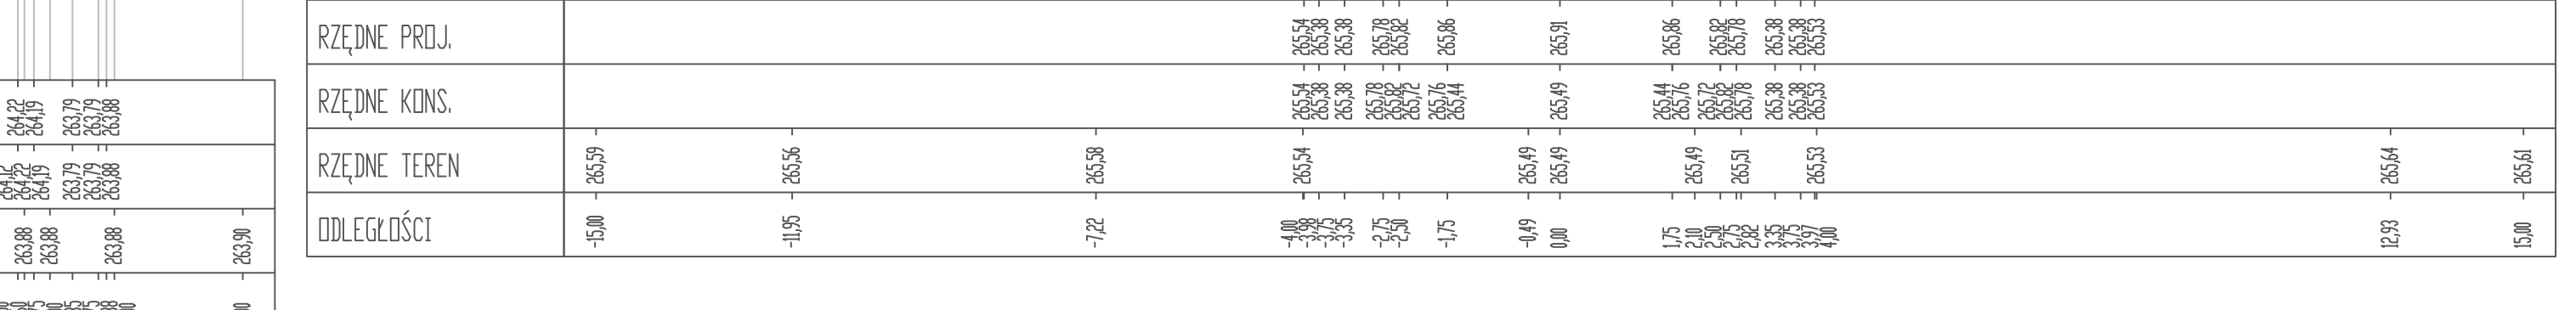 RZĘDNE PROJ. 265,54 265,38 265,38 265,78 265,82 265,86 265,91 265,86 265,82 265,78 265,38 265,38 265,53
RZĘDNE KONS. 265,54 265,38 265,38 265,78 265,82 265,72 265,76 265,44 265,49 265,44 265,76 265,72 265,82 265,78 265,38 265,38 265,53
RZĘDNE TEREN 265,59 265,56 265,58 265,54 265,49 265,49 265,49 265,51 265,53 265,64 265,61
ODLEGŁOŚCI -15,00 -11,95 -7,22 -4,00 -3,98 -3,75 -3,35 -2,75 -2,50 -1,75 -0,49 0,00 1,75 2,10 2,50 2,75 2,82 3,35 3,75 3,97 4,00 12,93 15,00
264,22 264,19 263,79 263,79 263,88
264,12 264,22 264,22 264,19 263,79 263,79 263,88
263,88 263,88 263,88 263,90